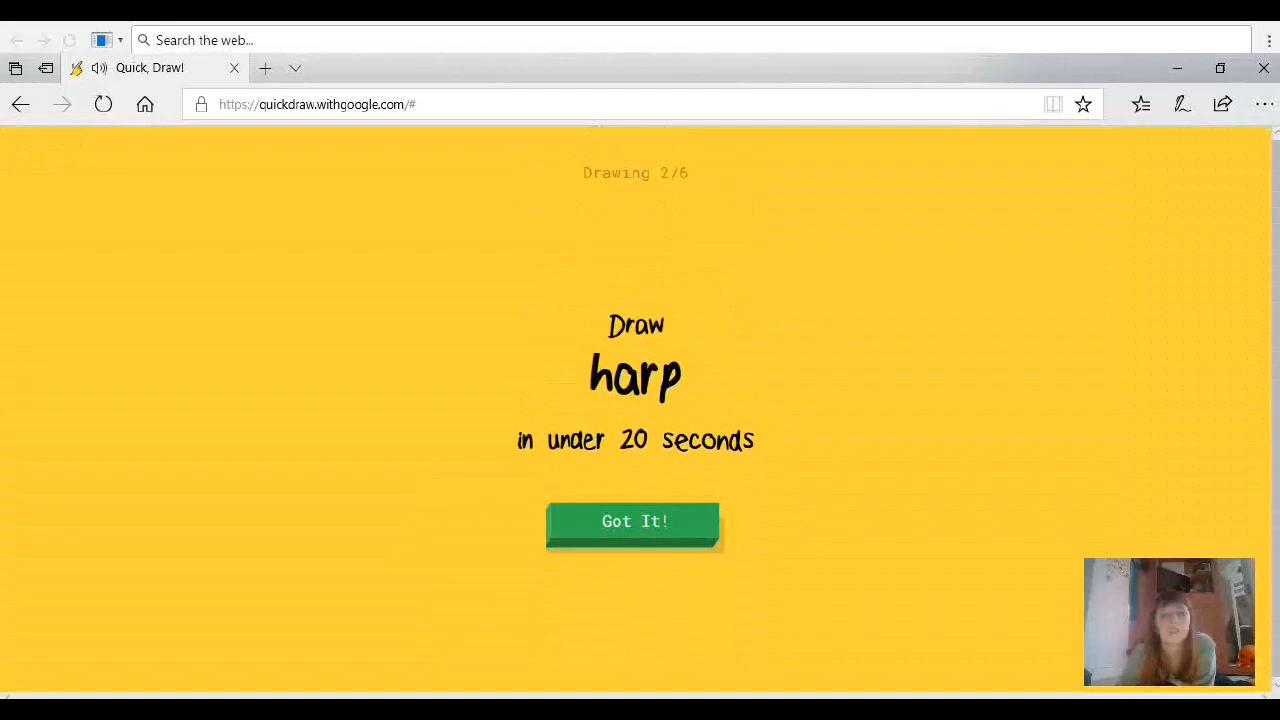 Search the web...
Quick, Draw!
https://quickdraw.withgoogle.com/#
Drawing 2/6
Draw
harp
in under 20 seconds
Got It!